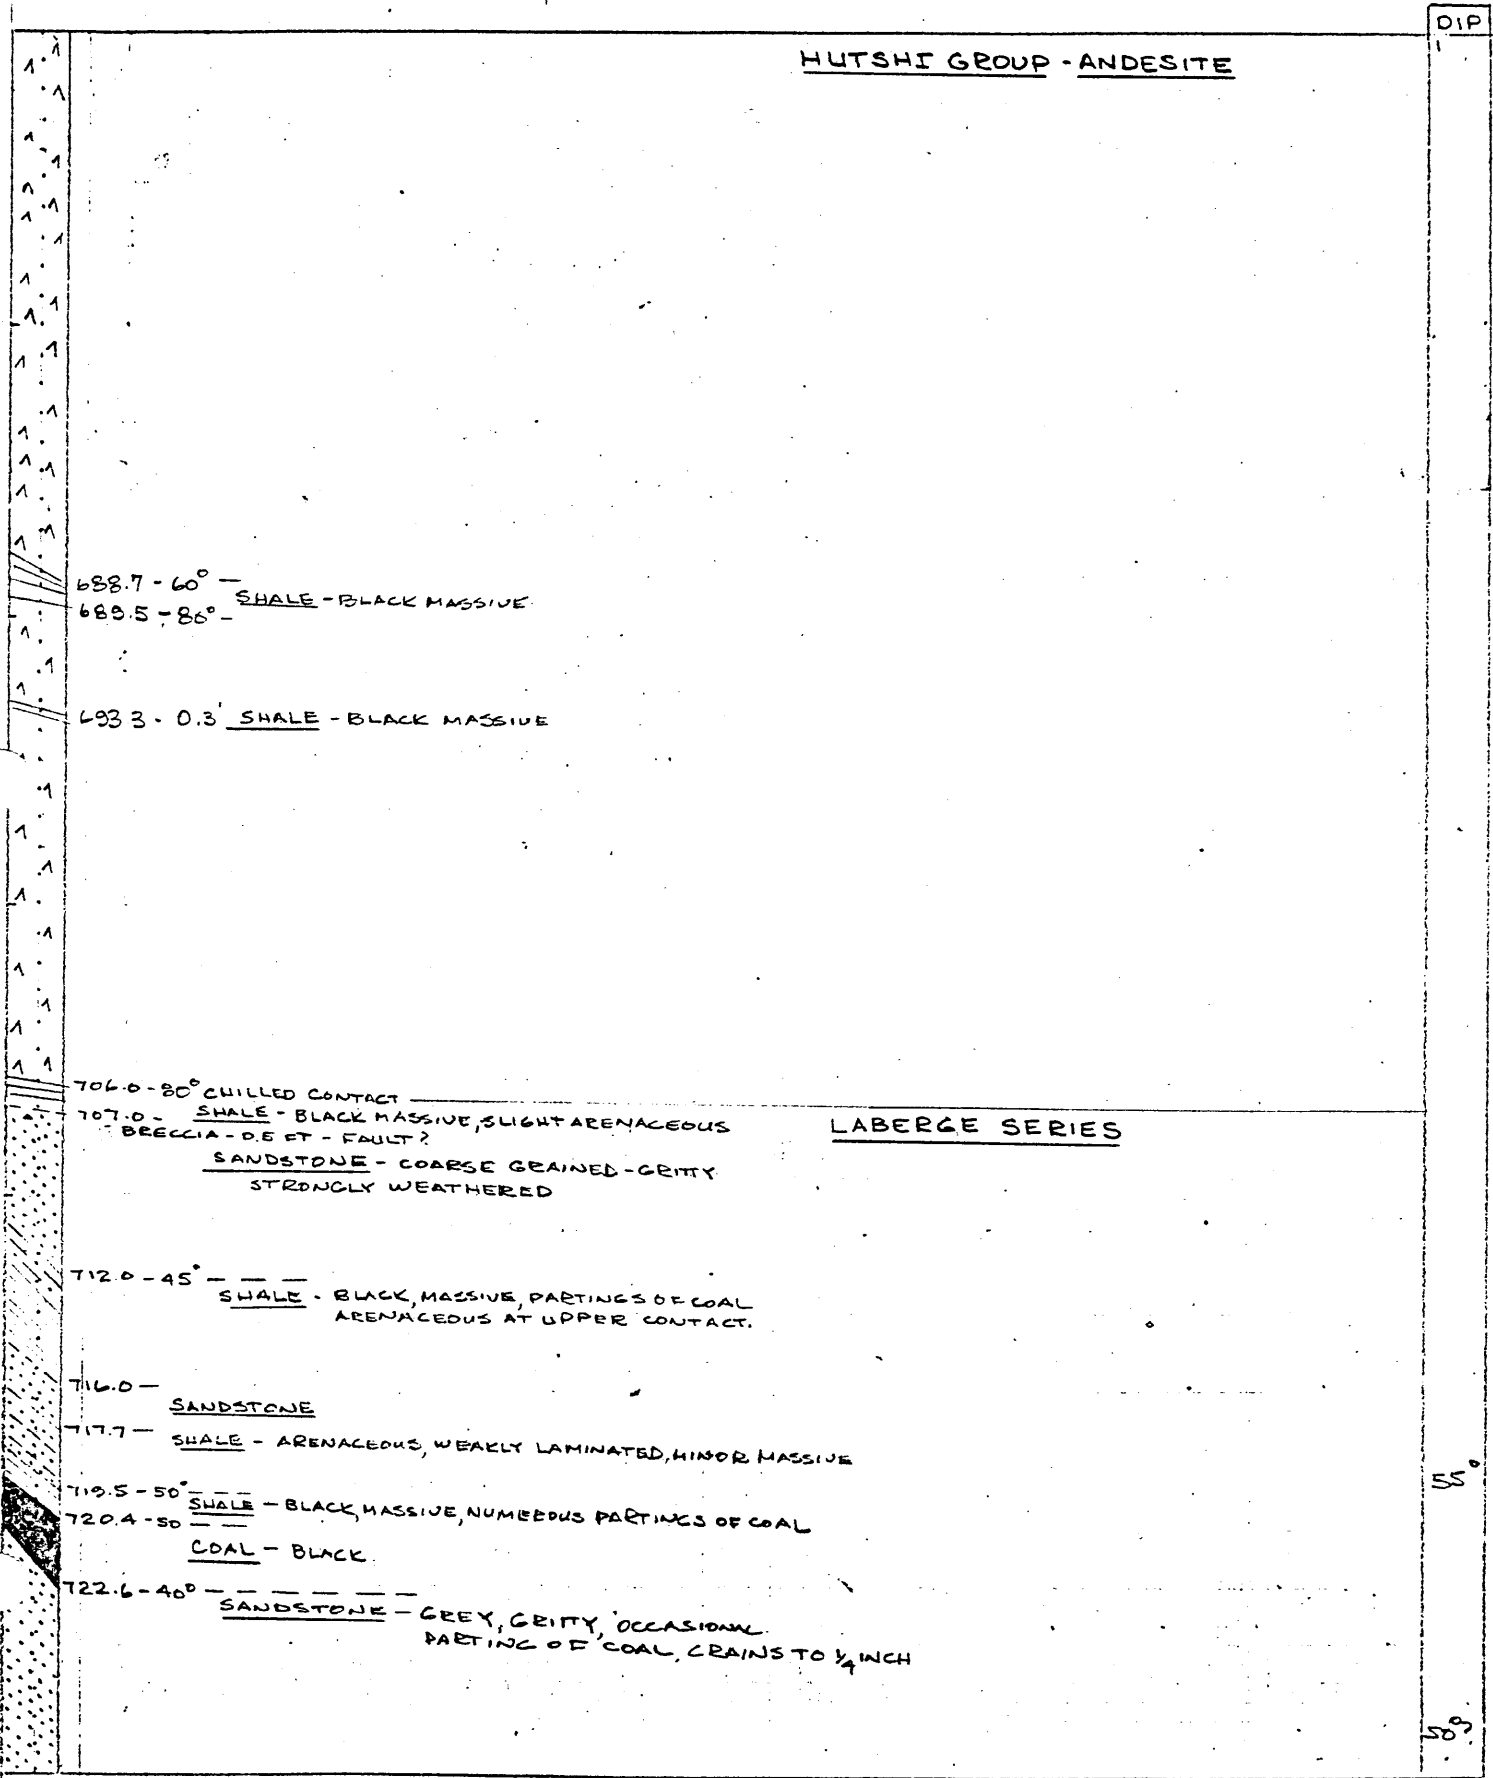 DIP
HUTSHI GROUP - ANDESITE
688.7 - 60° —
SHALE - BLACK MASSIVE.
689.5 - 80° -
693.3 - 0.3' SHALE - BLACK MASSIVE
706.0 - 80° CHILLED CONTACT
707.0 - SHALE - BLACK MASSIVE, SLIGHT ARENACEOUS
BRECCIA - 0.5 FT - FAULT?
LABERGE SERIES
SANDSTONE - COARSE GRAINED - GRITTY
STRONGLY WEATHERED
712.0 - 45° — — —
SHALE - BLACK, MASSIVE, PARTINGS OF COAL
ARENACEOUS AT UPPER CONTACT.
716.0 —
SANDSTONE
717.7 —
SHALE - ARENACEOUS, WEAKLY LAMINATED, MINOR MASSIVE
55°
719.5 - 50° — — —
SHALE - BLACK, MASSIVE, NUMEROUS PARTINGS OF COAL
720.4 - 50 — —
COAL - BLACK
722.6 - 40° — — — — — —
SANDSTONE - GREY, GRITTY, OCCASIONAL
PARTING OF COAL, GRAINS TO 1/4 INCH
50°?